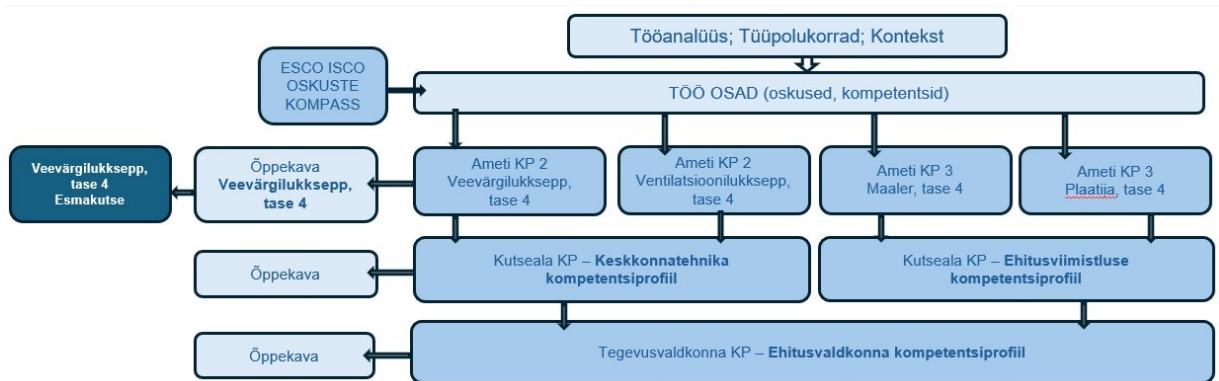 Tööanalüüs; Tüüpolukorrad; Kontekst
ESCO ISCO
OSKUSTE
KOMPASS
TÖÖ OSAD (oskused, kompetentsid)
Veevärgilukksepp,
tase 4
Esmakutse
Õppekava
Veevärgilukksepp,
tase 4
Ameti KP 2
Veevärgilukksepp,
tase 4
Ameti KP 2
Ventilatsioonilukksepp,
tase 4
Ameti KP 3
Maaler, tase 4
Ameti KP 3
Plaatija, tase 4
Õppekava
Kutseala KP – Keskkonnatehnika
kompetentsiprofiil
Kutseala KP – Ehitusviimistluse
kompetentsiprofiil
Õppekava
Tegevusvaldkonna KP – Ehitusvaldkonna kompetentsiprofiil